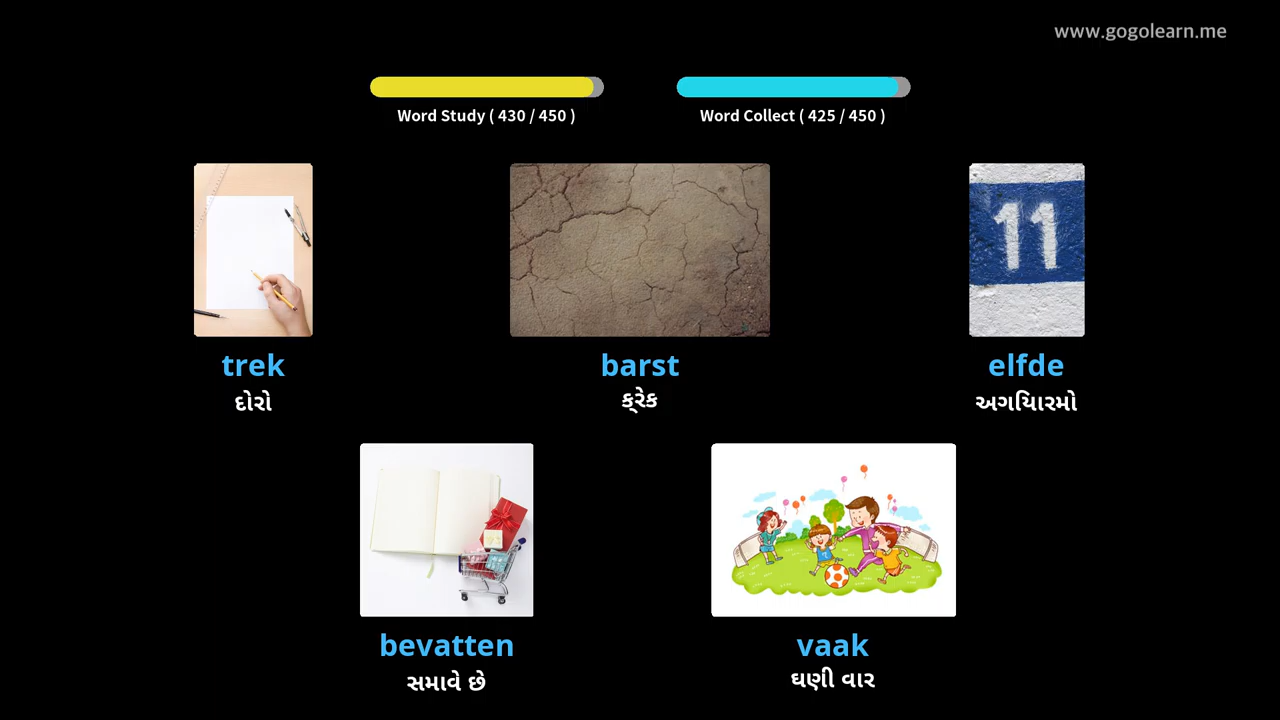 www.gogolearn.me
Word Study ( 430 / 450 )
Word Collect ( 425 / 450 )
11
trek
દોરો
barst
ક્રેક
elfde
અગિયારમો
bevatten
સમાવે છે
vaak
ઘણી વાર